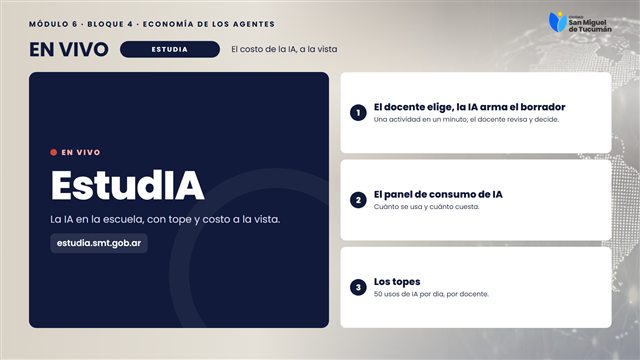 MÓDULO 6 · BLOQUE 4 · ECONOMÍA DE LOS AGENTES
EN VIVO
ESTUDIA
El costo de la IA, a la vista
Ciudad
San Miguel
de Tucumán
EN VIVO
EstudIA
La IA en la escuela, con tope y costo a la vista.
estudia.smt.gob.ar
1
El docente elige, la IA arma el borrador
Una actividad en un minuto; el docente revisa y decide.
2
El panel de consumo de IA
Cuánto se usa y cuánto cuesta.
3
Los topes
50 usos de IA por día, por docente.